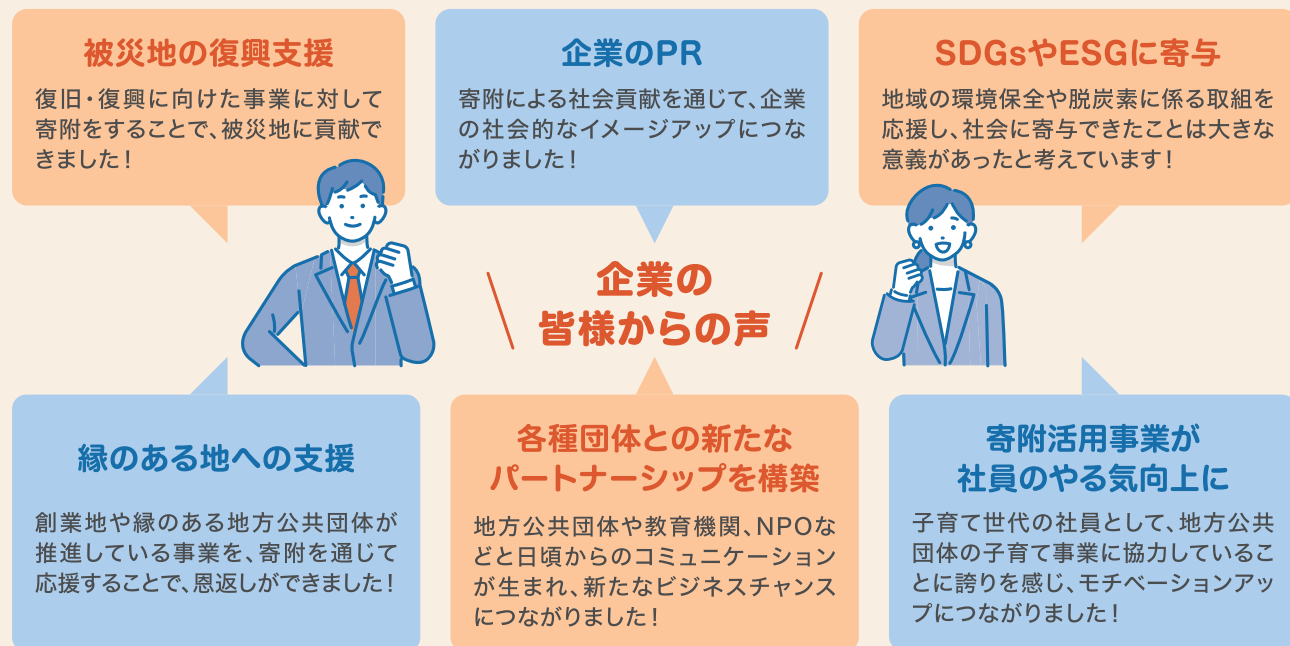 被災地の復興支援
復旧・復興に向けた事業に対して
寄附をすることで、被災地に貢献で
きました！
企業のPR
寄附による社会貢献を通じて、企業
の社会的なイメージアップにつな
がりました！
SDGsやESGに寄与
地域の環境保全や脱炭素に係る取組を
応援し、社会に寄与できたことは大きな
意義があったと考えています！
企業の
皆様からの声
縁のある地への支援
創業地や縁のある地方公共団体が
推進している事業を、寄附を通じて
応援することで、恩返しができました！
各種団体との新たな
パートナーシップを構築
地方公共団体や教育機関、NPOな
どと日頃からのコミュニケーション
が生まれ、新たなビジネスチャンス
につながりました！
寄附活用事業が
社員のやる気向上に
子育て世代の社員として、地方公共
団体の子育て事業に協力しているこ
とに誇りを感じ、モチベーションアッ
プにつながりました！